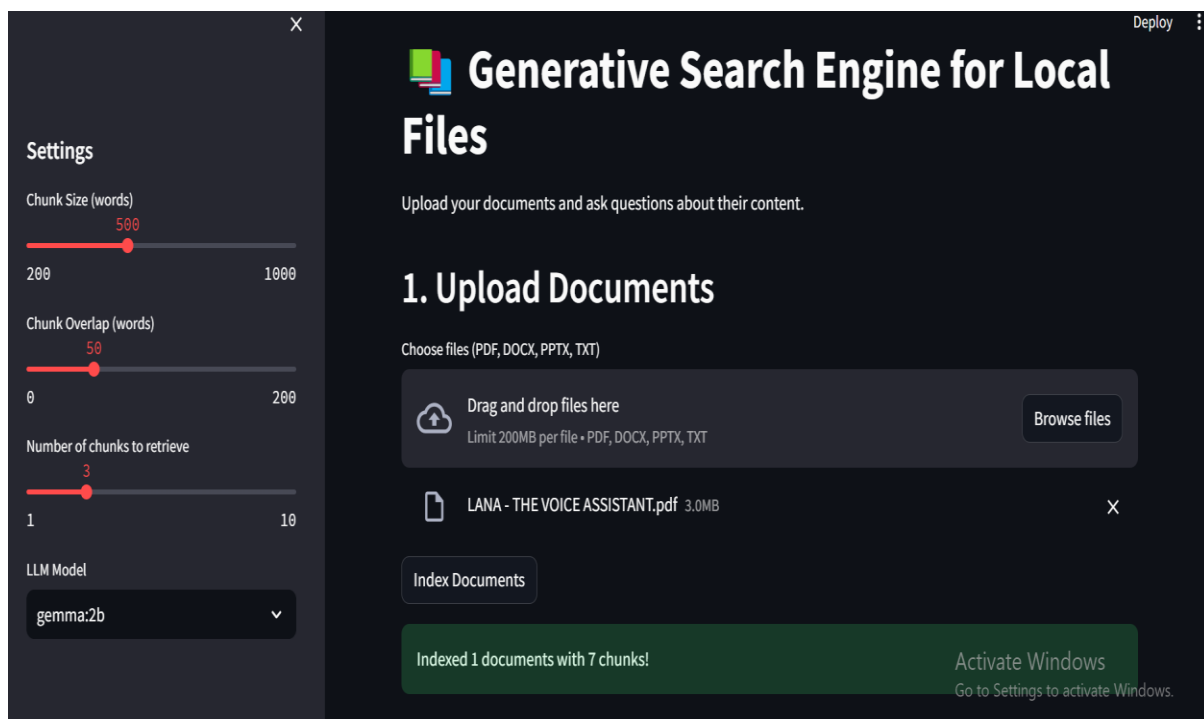 X
Settings
Chunk Size (words)
500
200 1000
Chunk Overlap (words)
50
0 200
Number of chunks to retrieve
3
1 10
LLM Model
gemma:2b
Deploy
Generative Search Engine for Local
Files
Upload your documents and ask questions about their content.
1. Upload Documents
Choose files (PDF, DOCX, PPTX, TXT)
Drag and drop files here
Limit 200MB per file • PDF, DOCX, PPTX, TXT
Browse files
LANA - THE VOICE ASSISTANT.pdf 3.0MB
X
Index Documents
Indexed 1 documents with 7 chunks!
Activate Windows
Go to Settings to activate Windows.